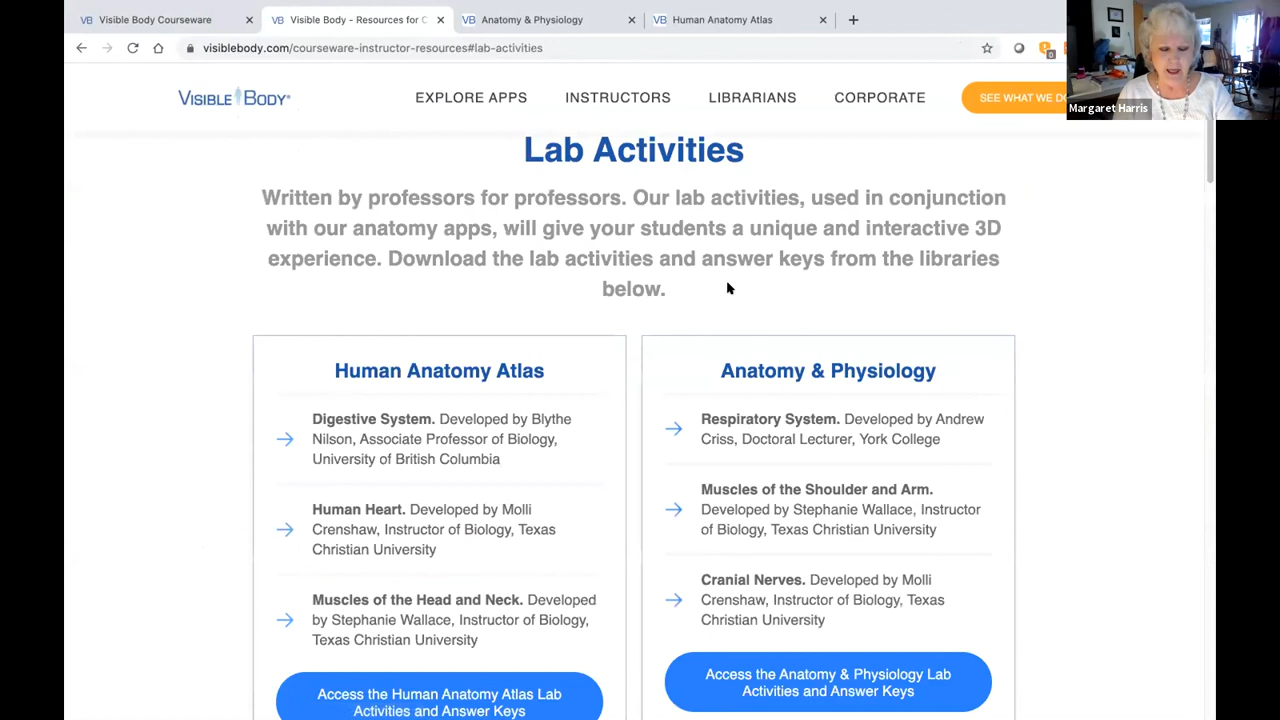 Visible Body Courseware
Visible Body - Resources for C
Anatomy & Physiology
Human Anatomy Atlas
visiblebody.com/courseware-instructor-resources#lab-activities
VISIBLE BODY
EXPLORE APPS
INSTRUCTORS
LIBRARIANS
CORPORATE
SEE WHAT WE DO
Margaret Harris
Lab Activities
Written by professors for professors. Our lab activities, used in conjunction
with our anatomy apps, will give your students a unique and interactive 3D
experience. Download the lab activities and answer keys from the libraries
below.
Human Anatomy Atlas
Digestive System. Developed by Blythe
Nilson, Associate Professor of Biology,
University of British Columbia
Human Heart. Developed by Molli
Crenshaw, Instructor of Biology, Texas
Christian University
Muscles of the Head and Neck. Developed
by Stephanie Wallace, Instructor of Biology,
Texas Christian University
Access the Human Anatomy Atlas Lab
Activities and Answer Keys
Anatomy & Physiology
Respiratory System. Developed by Andrew
Criss, Doctoral Lecturer, York College
Muscles of the Shoulder and Arm.
Developed by Stephanie Wallace, Instructor
of Biology, Texas Christian University
Cranial Nerves. Developed by Molli
Crenshaw, Instructor of Biology, Texas
Christian University
Access the Anatomy & Physiology Lab
Activities and Answer Keys